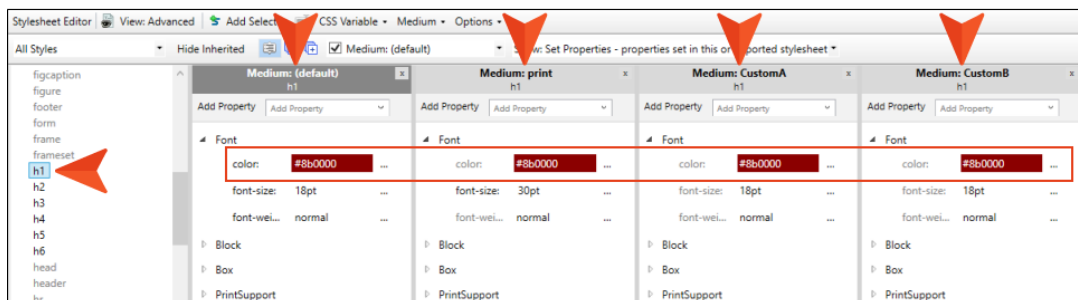 Stylesheet Editor View: Advanced Add Select CSS Variable Medium Options
All Styles Hide Inherited Medium: (default) Show: Set Properties - properties set in this or imported stylesheet
figcaption
figure
footer
form
frame
frameset
h1
h2
h3
h4
h5
h6
head
header
hr
Medium: (default) x
h1
Add Property Add Property
Font
color: #8b0000 ...
font-size: 18pt
font-wei... normal ...
Block
Box
PrintSupport
Medium: print x
h1
Add Property Add Property
Font
color: #8b0000 ...
font-size: 30pt ...
font-wei... normal ...
Block
Box
PrintSupport
Medium: CustomA x
h1
Add Property Add Property
Font
color: #8b0000 ...
font-size: 18pt ...
font-wei... normal ...
Block
Box
PrintSupport
Medium: CustomB x
h1
Add Property Add Property
Font
color: #8b0000 ...
font-size: 18pt ...
font-wei... normal ...
Block
Box
PrintSupport